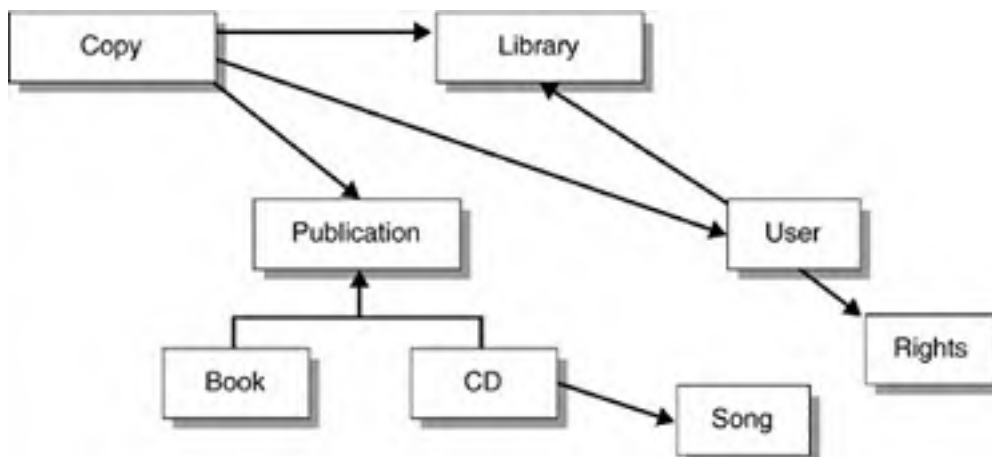 Copy
Library
Publication
User
Rights
Book
CD
Song